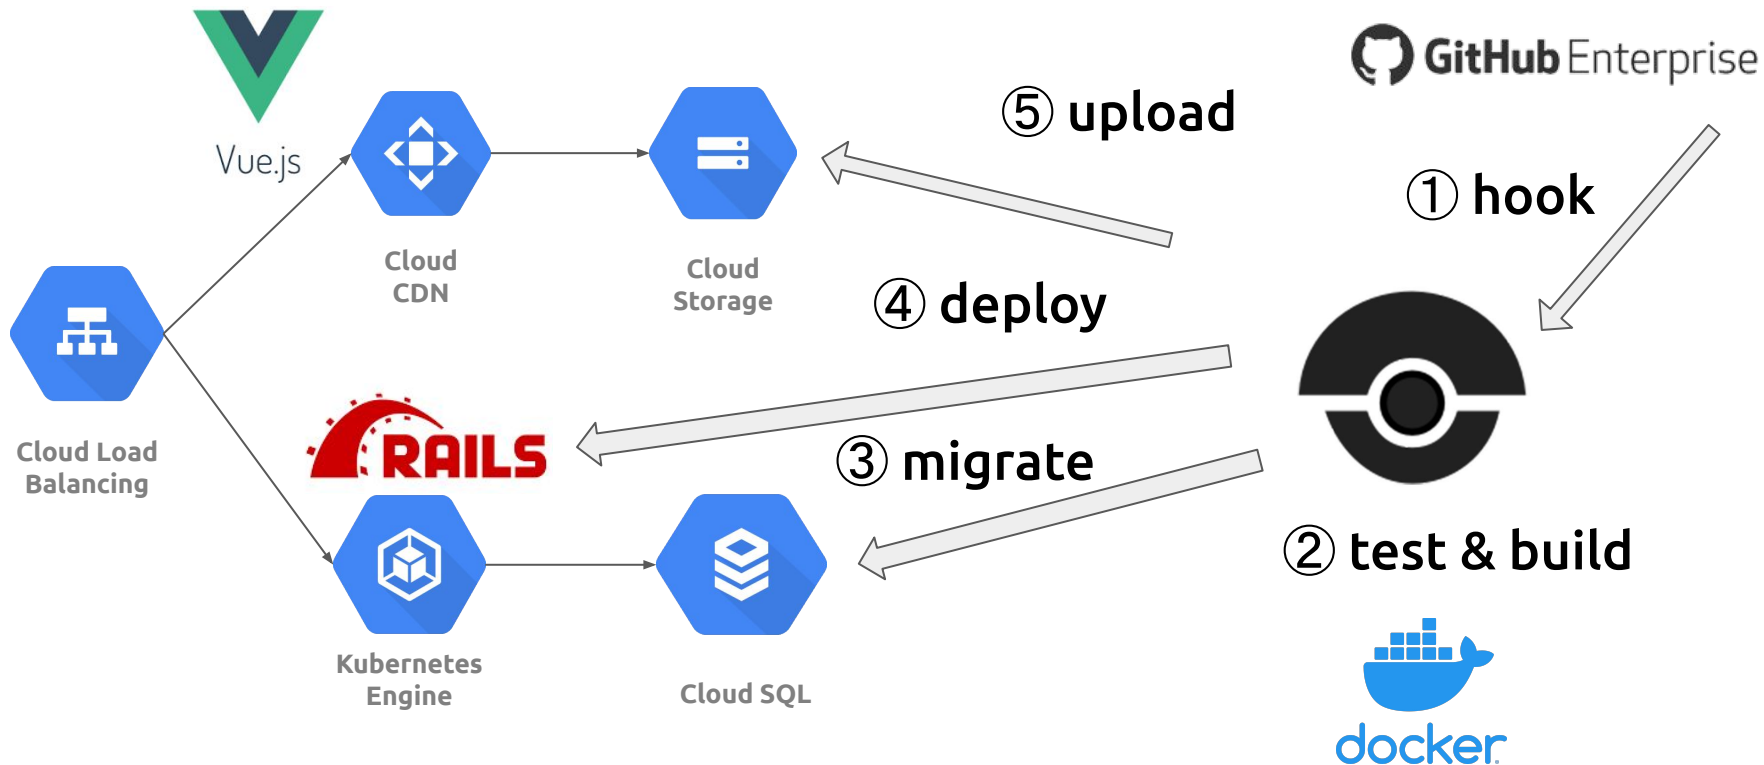 Vue.js
GitHub Enterprise
⑤ upload
① hook
Cloud
CDN
Cloud
Storage
④ deploy
RAILS
Cloud Load
Balancing
③ migrate
② test & build
Kubernetes
Engine
Cloud SQL
docker